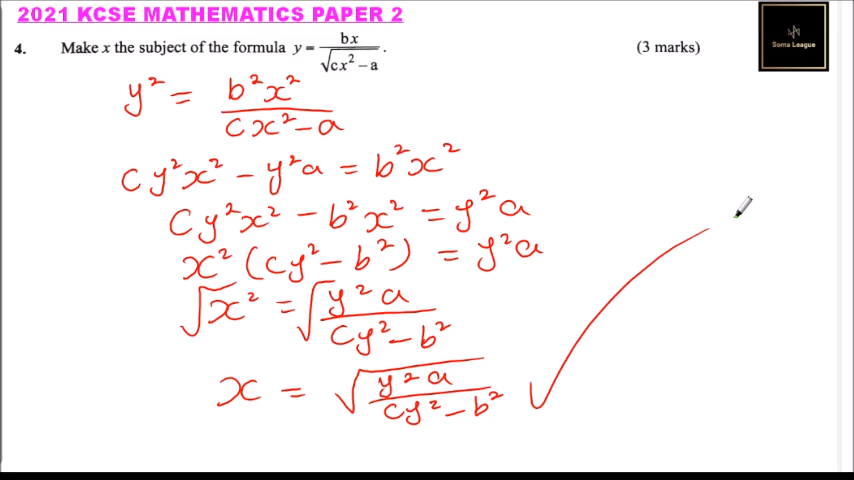 2021 KCSE MATHEMATICS PAPER 2
4. Make x the subject of the formula y = bx / √cx² – a . (3 marks)
Soma League
y² = b²x² / cx² – a
cy²x² – y²a = b²x²
cy²x² – b²x² = y²a
x² (cy² – b²) = y²a
√x² = √y²a / cy² – b²
x = √y²a / cy² – b²